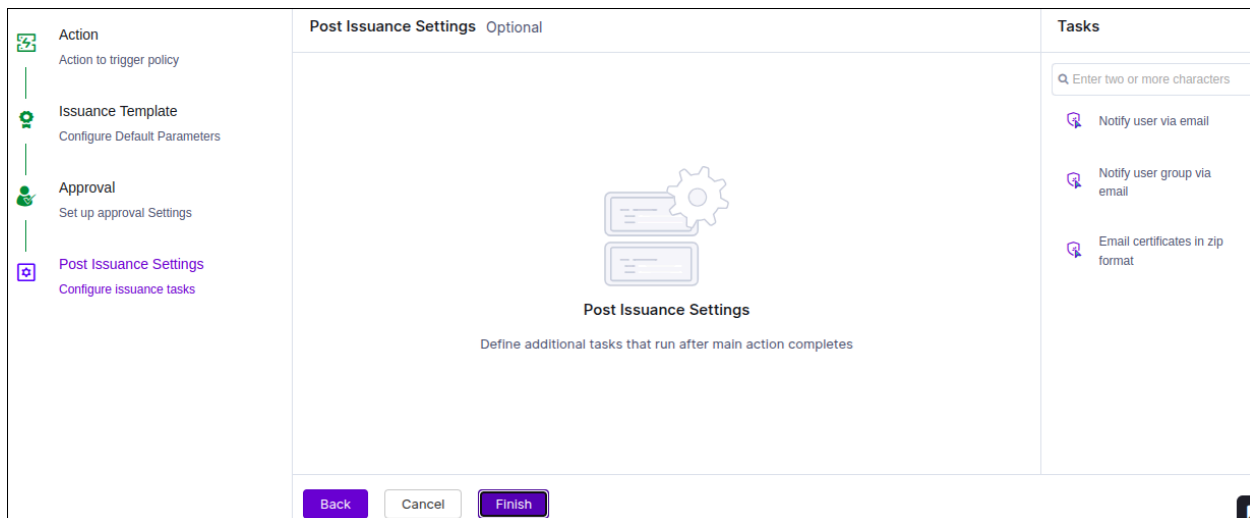 Action
Action to trigger policy
Issuance Template
Configure Default Parameters
Approval
Set up approval Settings
Post Issuance Settings
Configure issuance tasks
Post Issuance Settings Optional
Post Issuance Settings
Define additional tasks that run after main action completes
Back Cancel Finish
Tasks
Enter two or more characters
Notify user via email
Notify user group via
email
Email certificates in zip
format